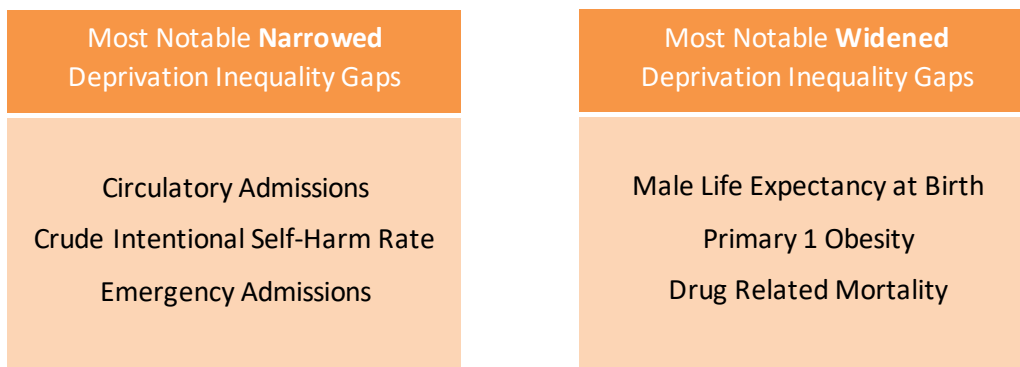 Most Notable Narrowed
Deprivation Inequality Gaps
Circulatory Admissions
Crude Intentional Self-Harm Rate
Emergency Admissions
Most Notable Widened
Deprivation Inequality Gaps
Male Life Expectancy at Birth
Primary 1 Obesity
Drug Related Mortality